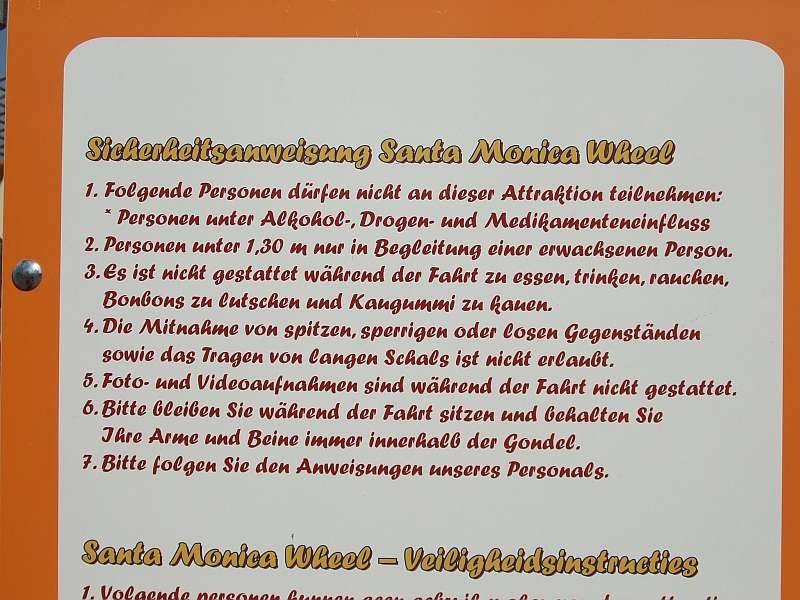 Sicherheitsanweisung Santa Monica Wheel
1. Folgende Personen dürfen nicht an dieser Attraktion teilnehmen:
* Personen unter Alkohol-, Drogen- und Medikamenteneinfluss
2. Personen unter 1,30 m nur in Begleitung einer erwachsenen Person.
3. Es ist nicht gestattet während der Fahrt zu essen, trinken, rauchen,
Bonbons zu lutschen und Kaugummi zu kauen.
4. Die Mitnahme von spitzen, sperrigen oder losen Gegenständen
sowie das Tragen von langen Schals ist nicht erlaubt.
5. Foto- und Videoaufnahmen sind während der Fahrt nicht gestattet.
6. Bitte bleiben Sie während der Fahrt sitzen und behalten Sie
Ihre Arme und Beine immer innerhalb der Gondel.
7. Bitte folgen Sie den Anweisungen unseres Personals.
Santa Monica Wheel – Veiligheidsinstructies
1. Volgende personen kunnen geen